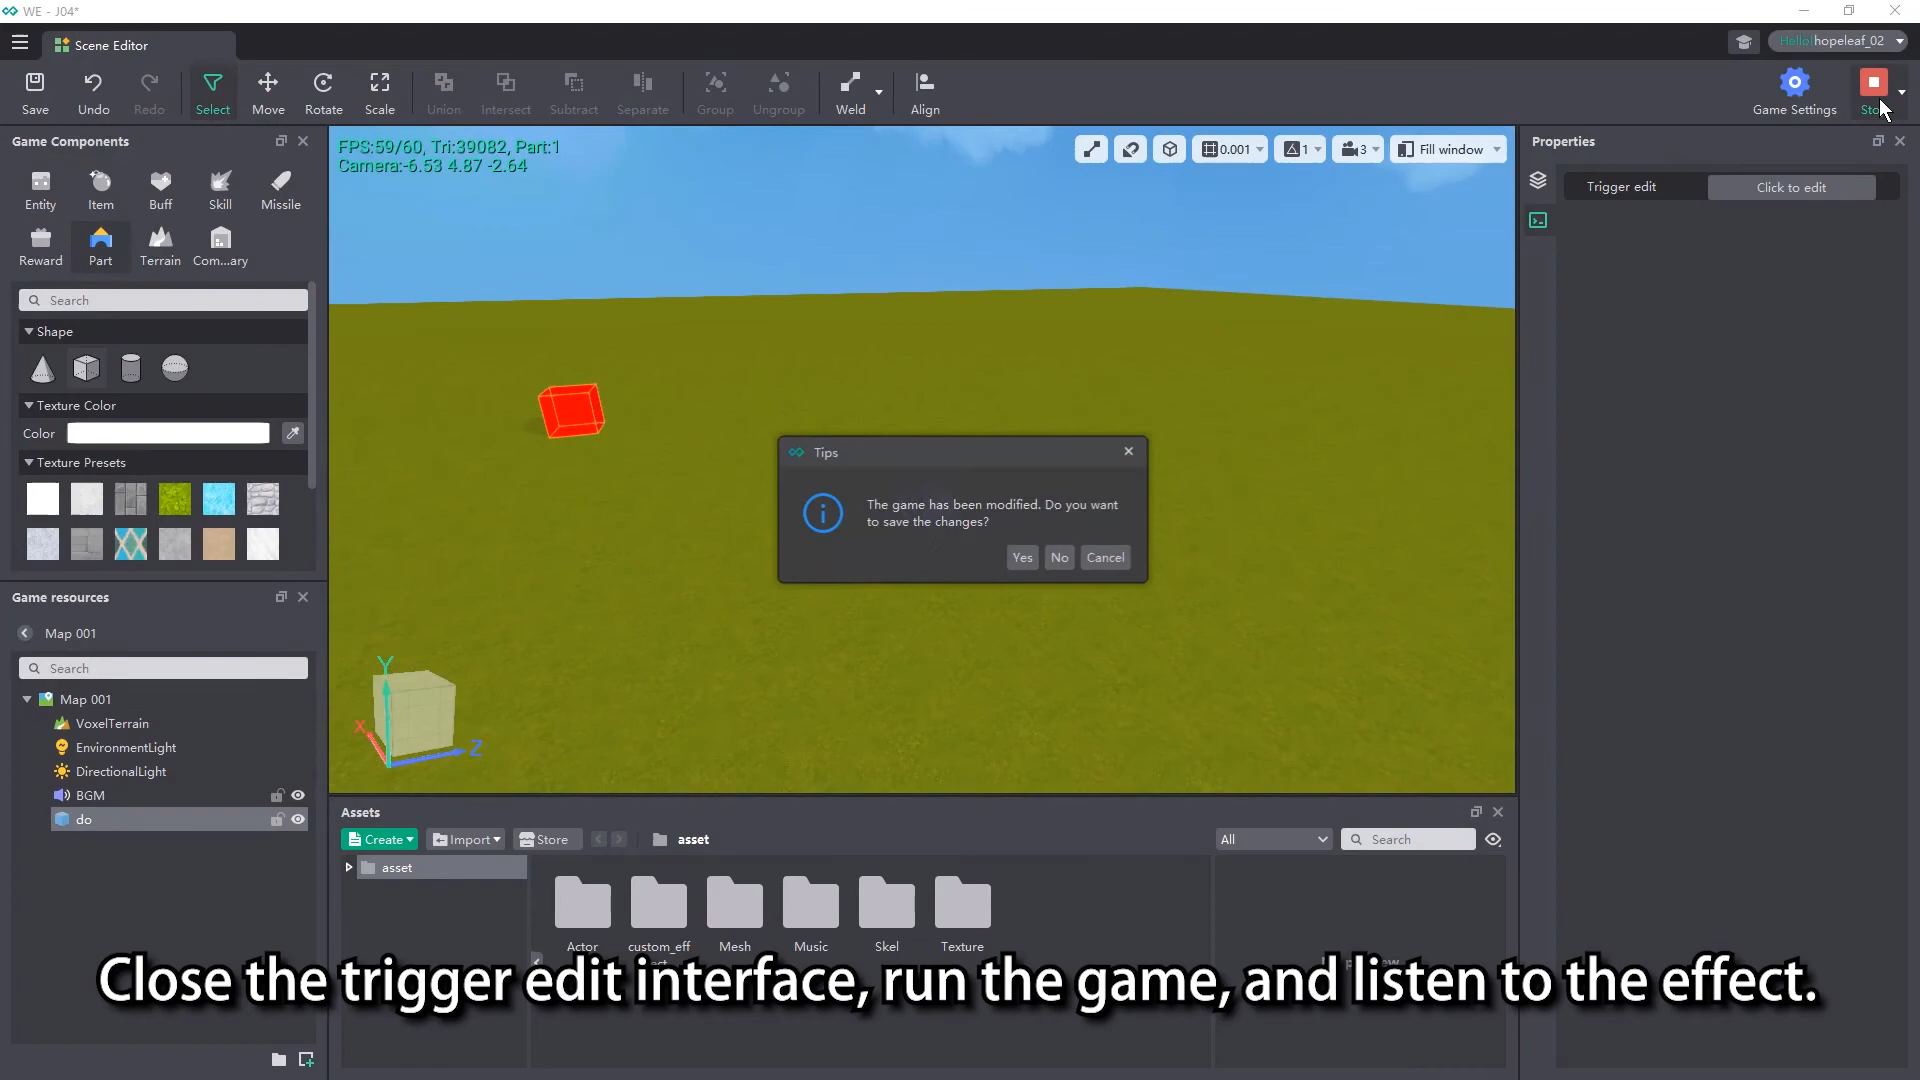 WE - J04*
Scene Editor
Hello!hopeleaf_02
Save
Undo
Redo
Select
Move
Rotate
Scale
Union
Intersect
Subtract
Separate
Group
Ungroup
Weld
Align
Game Settings
Game Components
Entity
Item
Buff
Skill
Missile
Reward
Part
Terrain
Com...ary
Search
Shape
Texture Color
Color
Texture Presets
FPS:59/60, Tri:39082, Part:1
Camera:-6.53 4.87 -2.64
0.001
1
3
Fill window
Tips
The game has been modified. Do you want
to save the changes?
Yes
No
Cancel
Y
X
Z
Properties
Trigger edit
Click to edit
Game resources
Map 001
Search
Map 001
VoxelTerrain
EnvironmentLight
DirectionalLight
BGM
do
Assets
Create
Import
Store
asset
All
Search
asset
Actor
custom_eff
Mesh
Music
Skel
Texture
Close the trigger edit interface, run the game, and listen to the effect.